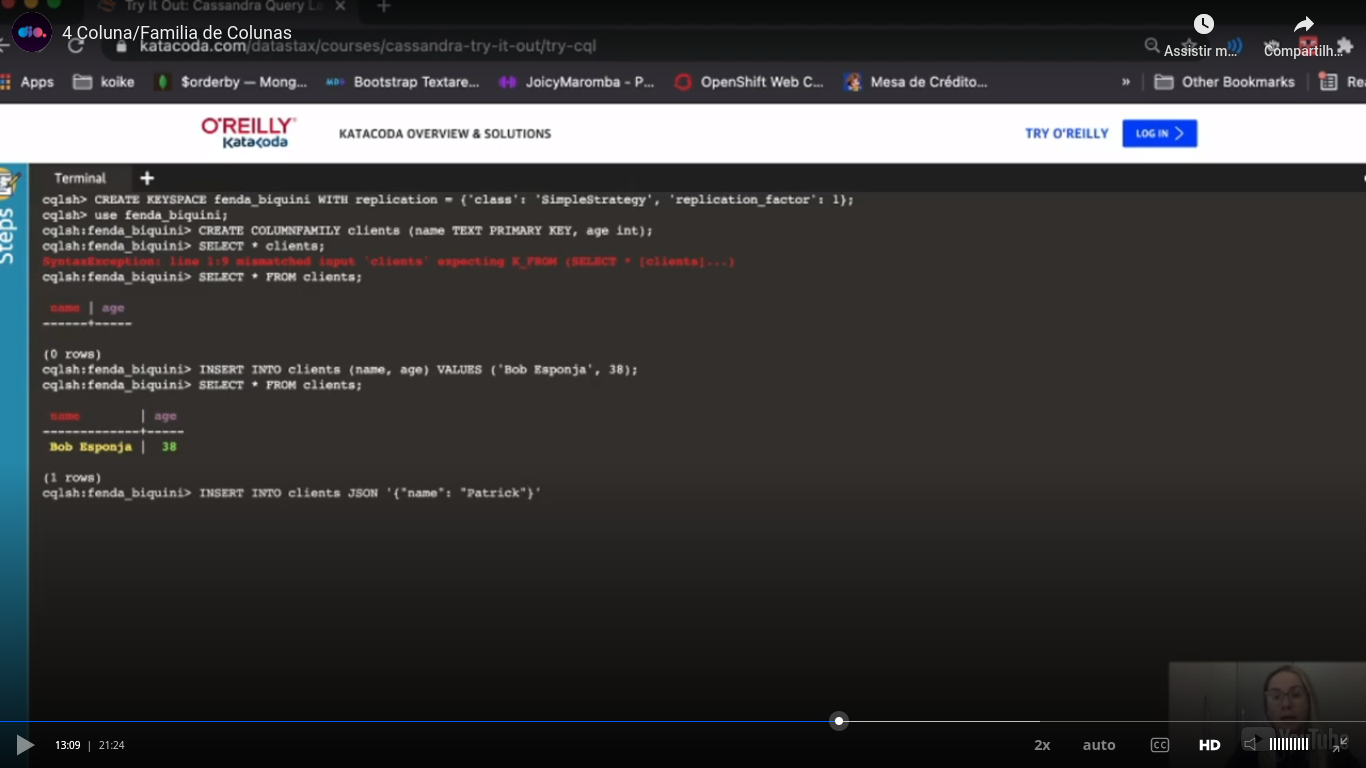 Try It Out: Cassandra Query La
4 Coluna/Familia de Colunas
katacoda.com/datastax/courses/cassandra-try-it-out/try-cql
Assistir m...
Compartilh...
Apps
koike
$orderby — Mong...
Bootstrap Textare...
JoicyMaromba - P...
OpenShift Web C...
Mesa de Crédito...
»
Other Bookmarks
Rea
O'REILLY
Katacoda
KATACODA OVERVIEW & SOLUTIONS
TRY O'REILLY
LOG IN
Steps
Terminal
cqlsh> CREATE KEYSPACE fenda_biquini WITH replication = {'class': 'SimpleStrategy', 'replication_factor': 1};
cqlsh> use fenda_biquini;
cqlsh:fenda_biquini> CREATE COLUMNFAMILY clients (name TEXT PRIMARY KEY, age int);
cqlsh:fenda_biquini> SELECT * clients;
SyntaxException: line 1:9 mismatched input 'clients' expecting K_FROM (SELECT * [clients]...)
cqlsh:fenda_biquini> SELECT * FROM clients;
name | age
------+-----
(0 rows)
cqlsh:fenda_biquini> INSERT INTO clients (name, age) VALUES ('Bob Esponja', 38);
cqlsh:fenda_biquini> SELECT * FROM clients;
name | age
-------------+-----
Bob Esponja | 38
(1 rows)
cqlsh:fenda_biquini> INSERT INTO clients JSON '{"name": "Patrick"}'
13:09 | 21:24
2x
auto
CC
HD
YouTube